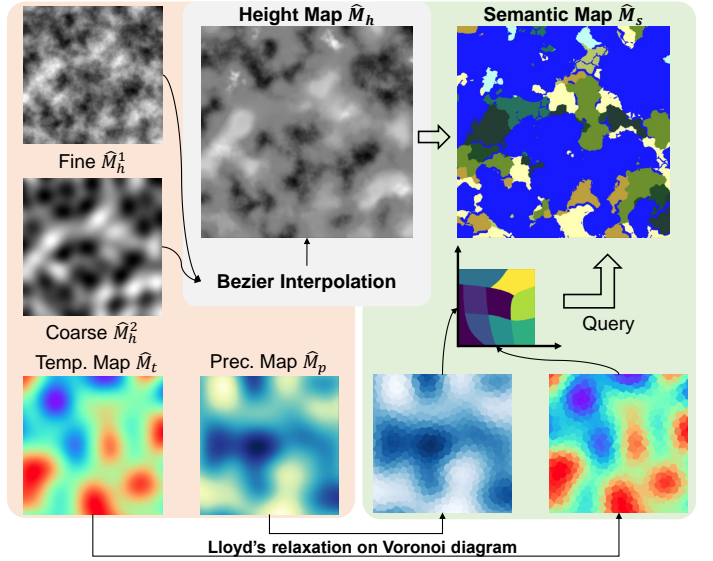 Height Map M̂_h
Semantic Map M̂_s
Fine M̂_h^1
Bezier Interpolation
Coarse M̂_h^2
Query
Temp. Map M̂_t
Prec. Map M̂_p
Lloyd's relaxation on Voronoi diagram